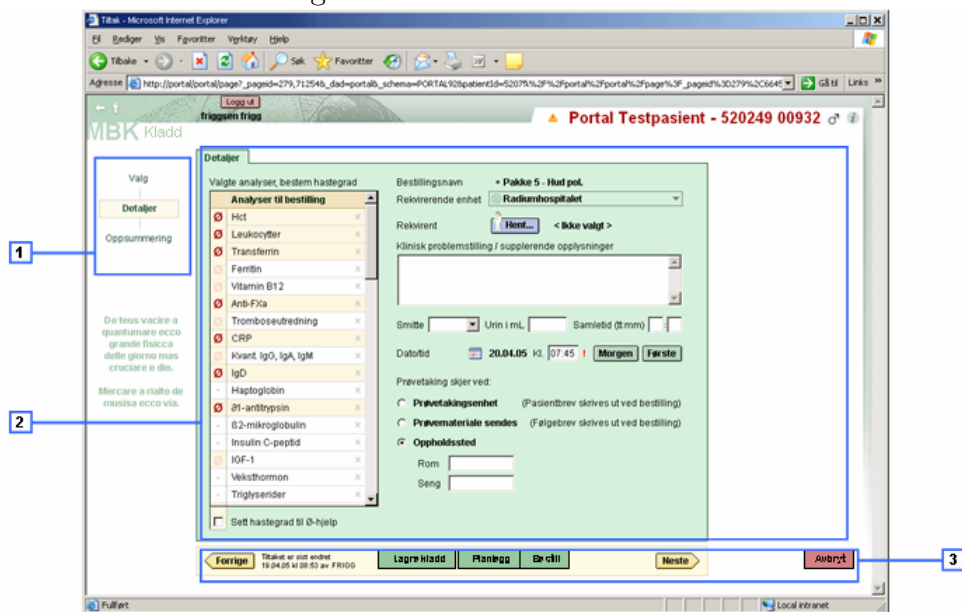 Tiltak - Microsoft Internet Explorer
Fil Rediger Vis Favoritter Verktøy Hjelp
Tilbake Søk Favoritter
Adresse Gå til Links
Logg ut
friggsen frigg
MBK Kladd
Portal Testpasient - 520249 00932
Valg
Detaljer
Oppsummering
1
De teus vacire a
quantumare ecco
grande fisicca
delle giorno mas
cruciare e dio.
Mercare a rialto de
musisa ecco via.
2
Detaljer
Valgte analyser, bestem hastegrad
Analyser til bestilling
Ø Hct x
Ø Leukocytter x
Ø Transferrin x
Ø Ferritin x
Ø Vitamin B12 x
Ø Anti-FXa x
Ø Tromboseutredning x
Ø CRP x
Ø Kvant. IgG, IgA, IgM x
Ø IgD x
- Haptoglobin x
Ø ∂1-antitrypsin x
- ß2-mikroglobulin x
- Insulin C-peptid x
Ø IGF-1 x
- Veksthormon x
- Triglyserider x
Sett hastegrad til Ø-hjelp
Bestillingsnavn + Pakke 5 - Hud pol.
Rekvirerende enhet Radiumhospitalet
Rekvirent Hent... < Ikke valgt >
Klinisk problemstilling / supplerende opplysninger
Smitte Urin i mL Samletid (tt:mm) :
Dato/tid 20.04.05 Kl. 07:45 ! Morgen Første
Prøvetaking skjer ved:
Prøvetakingsenhet (Pasientbrev skrives ut ved bestilling)
Prøvemateriale sendes (Følgebrev skrives ut ved bestilling)
Oppholdssted
Rom
Seng
Forrige
Tiltaket er sist endret
19.04.05 kl 08:53 av FRIGG
Lagre kladd Planlegg Bestill Neste Avbryt
3
Fullført Local intranet